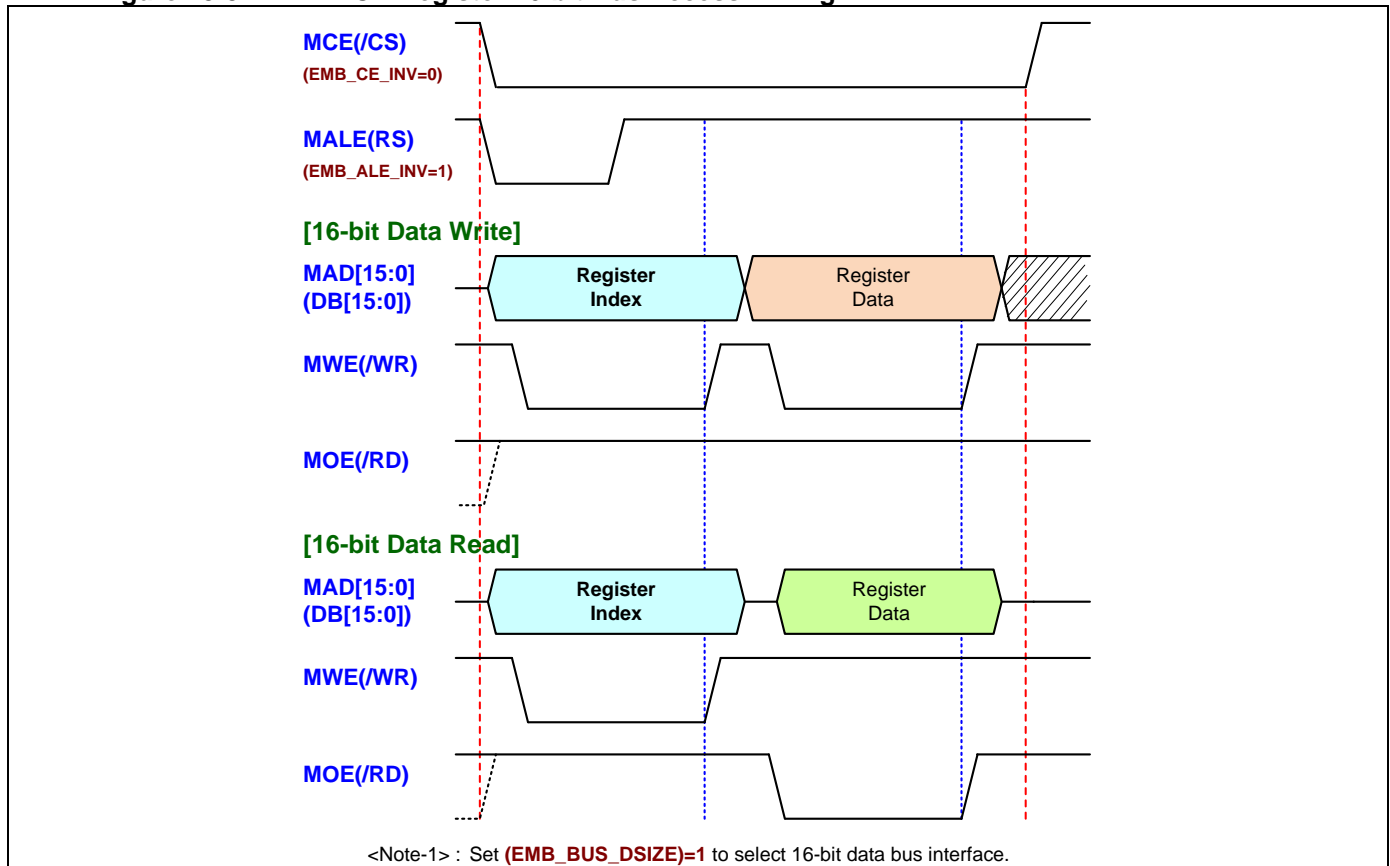 MCE(/CS)
(EMB_CE_INV=0)
MALE(RS)
(EMB_ALE_INV=1)
[16-bit Data Write]
MAD[15:0]
(DB[15:0])
Register
Index
Register
Data
MWE(/WR)
MOE(/RD)
[16-bit Data Read]
MAD[15:0]
(DB[15:0])
Register
Index
Register
Data
MWE(/WR)
MOE(/RD)
<Note-1> : Set (EMB_BUS_DSIZE)=1 to select 16-bit data bus interface.